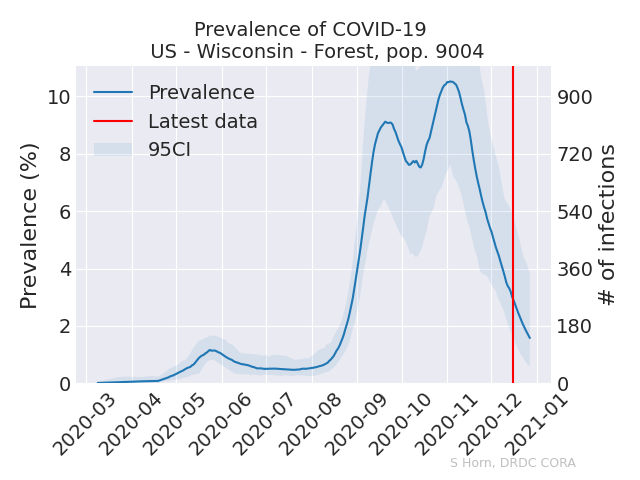 Prevalence of COVID-19
US - Wisconsin - Forest, pop. 9004
Prevalence
Latest data
95CI
Prevalence (%)
10
8
6
4
2
0
900
720
540
360
180
0
# of infections
2020-03
2020-04
2020-05
2020-06
2020-07
2020-08
2020-09
2020-10
2020-11
2020-12
2021-01
S Horn, DRDC CORA